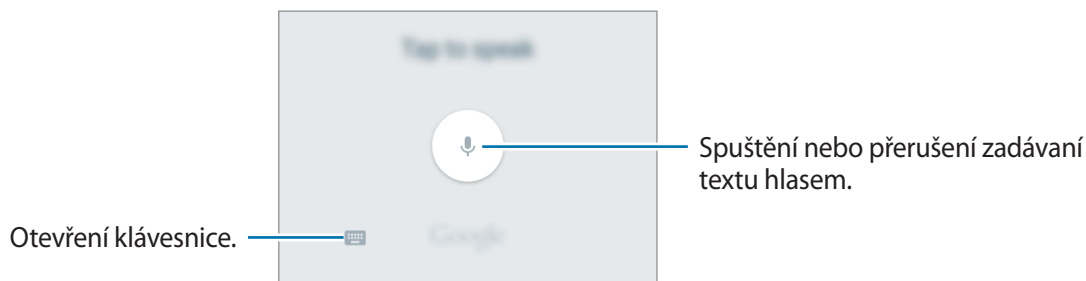 Tap to speak
Spuštění nebo přerušení zadávaní
textu hlasem.
Otevření klávesnice.
Google